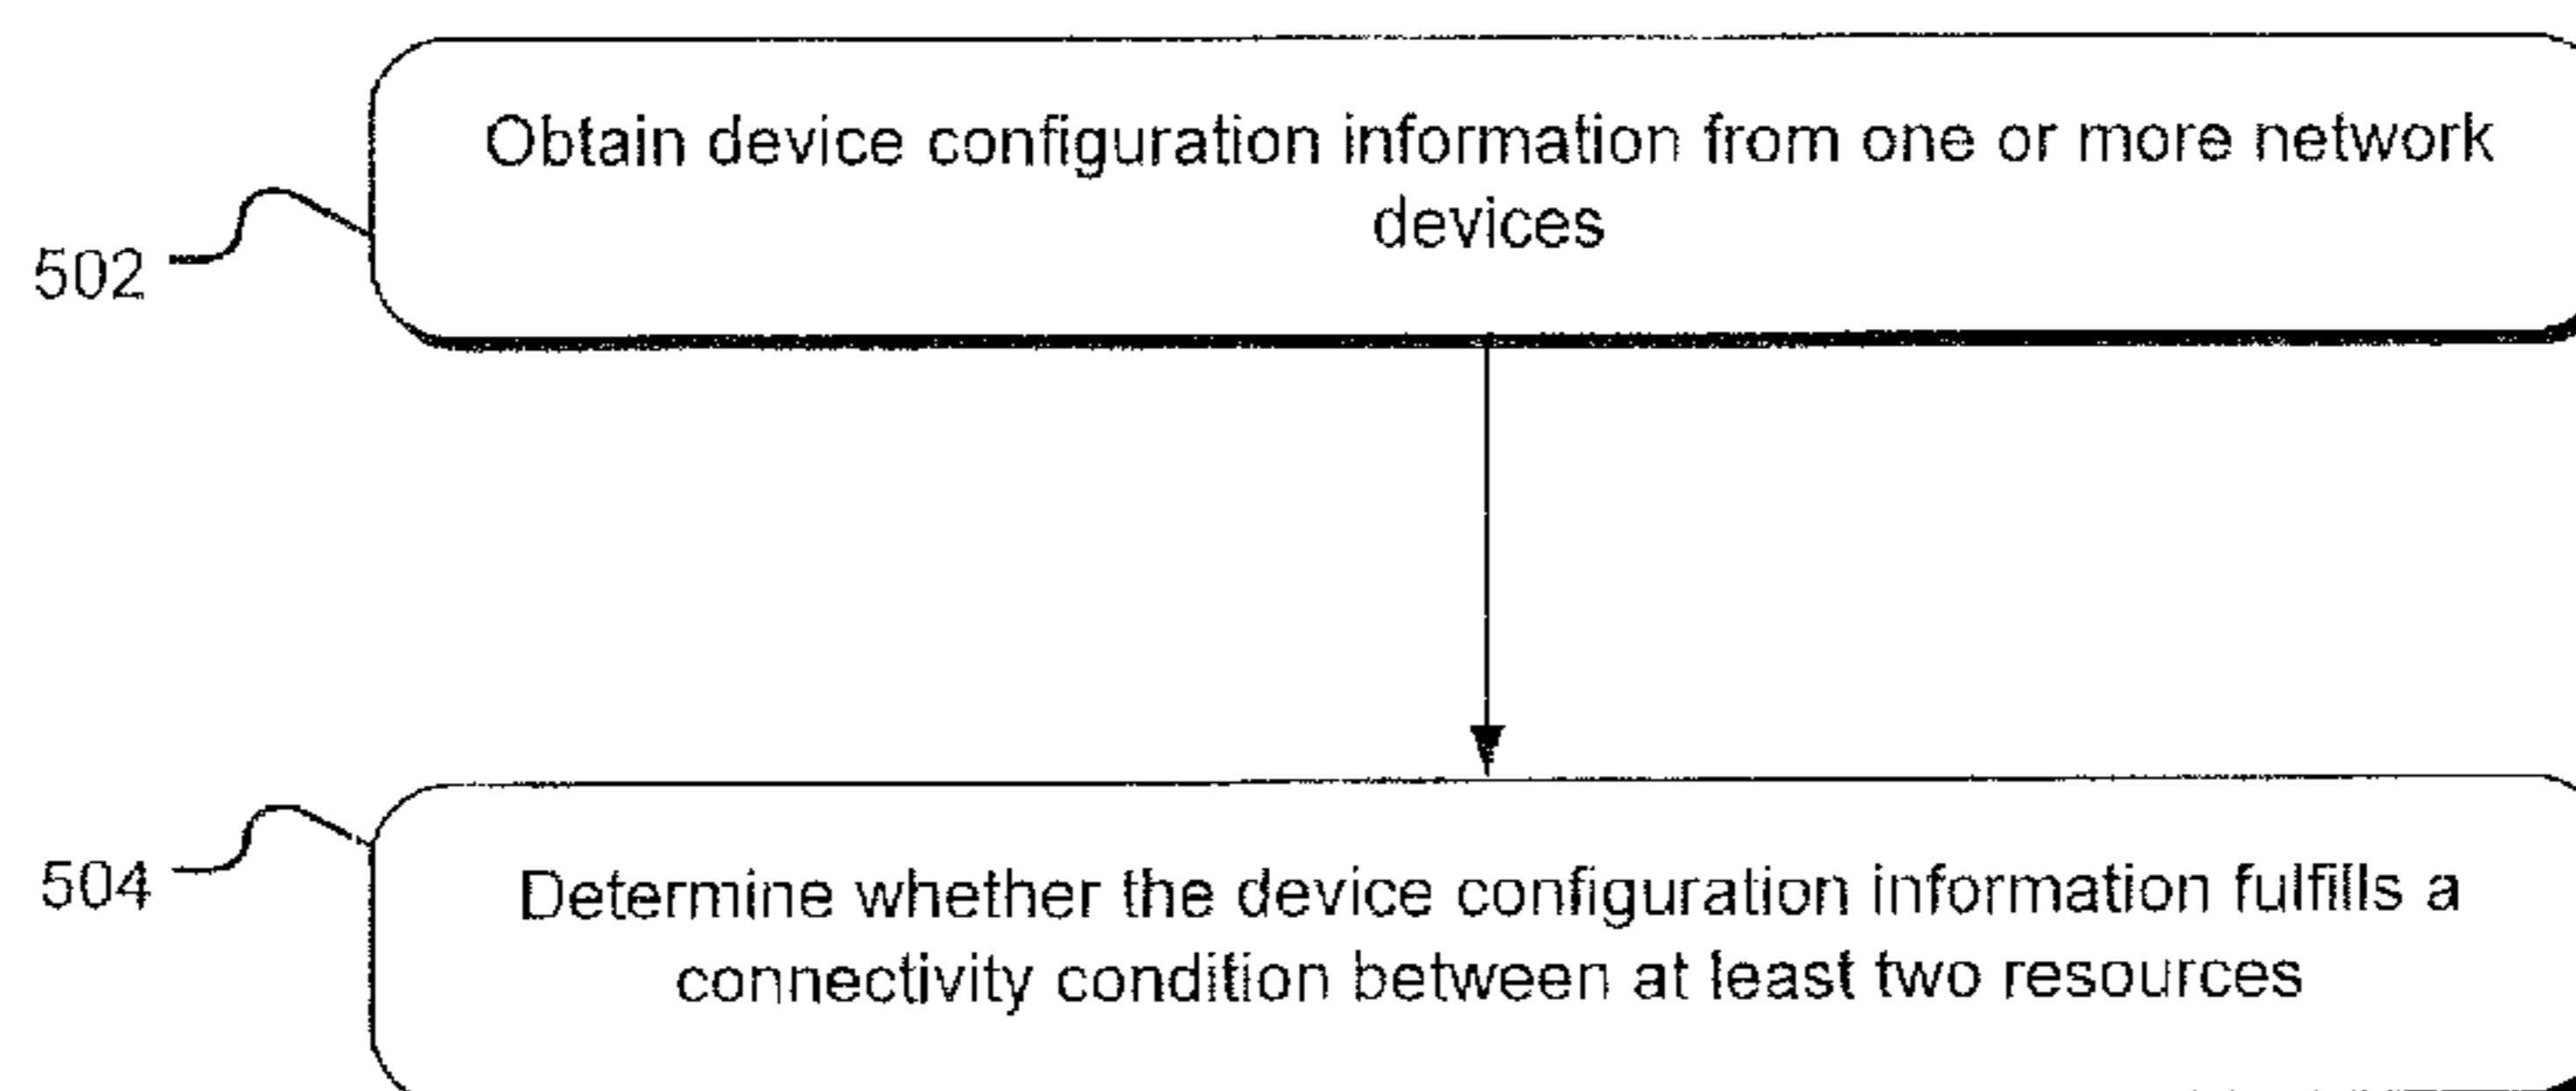 Obtain device configuration information from one or more network
devices
502
504
Determine whether the device configuration information fulfills a
connectivity condition between at least two resources